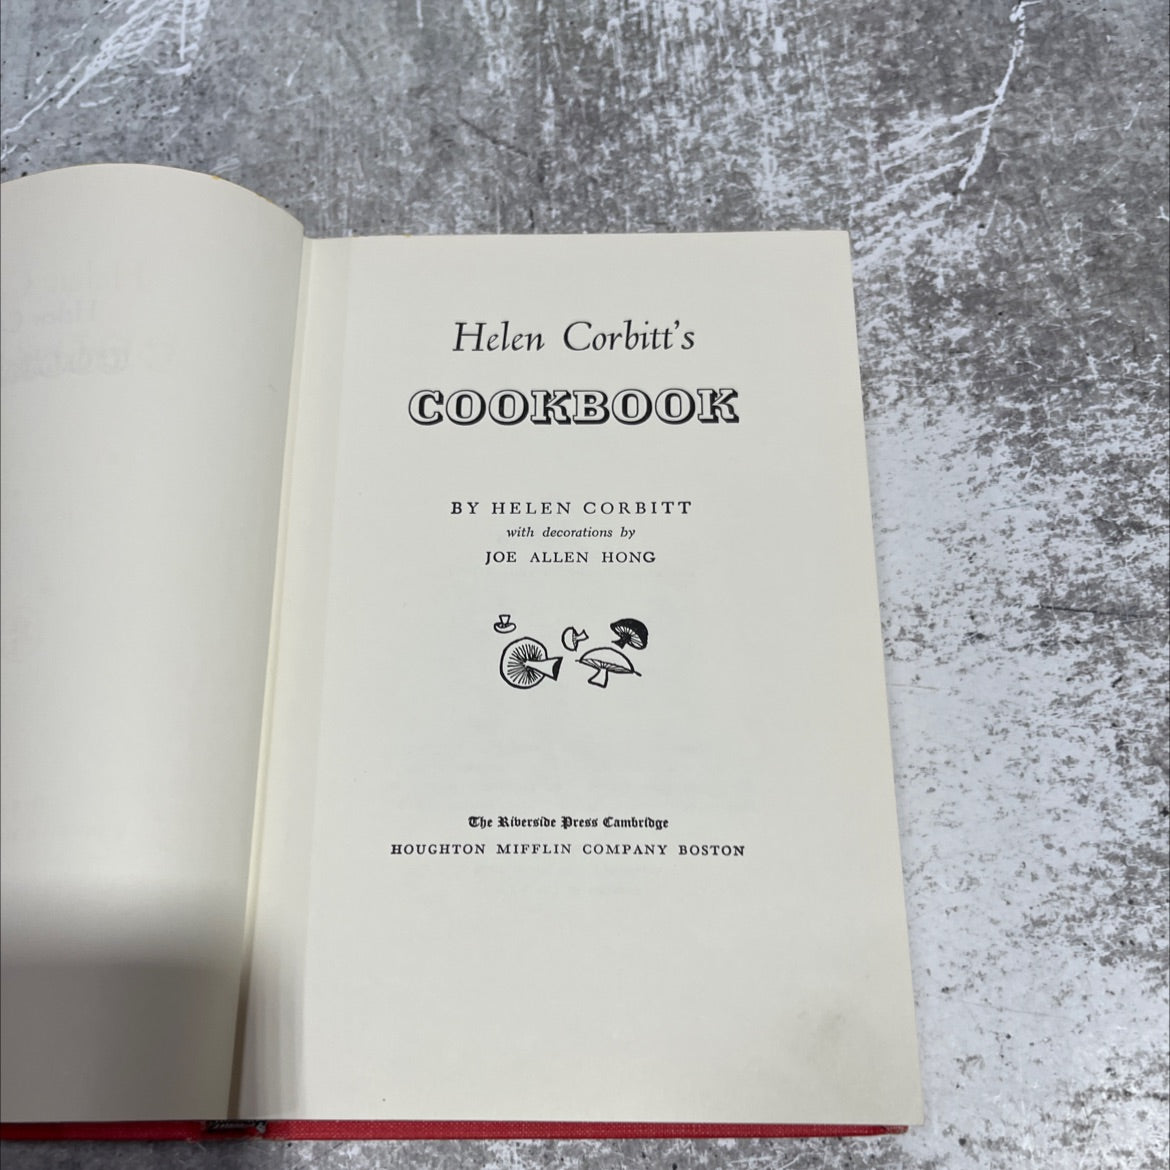 Helen Corbitt's
COOKBOOK
BY HELEN CORBITT
with decorations by
JOE ALLEN HONG
The Riverside Press Cambridge
HOUGHTON MIFFLIN COMPANY BOSTON